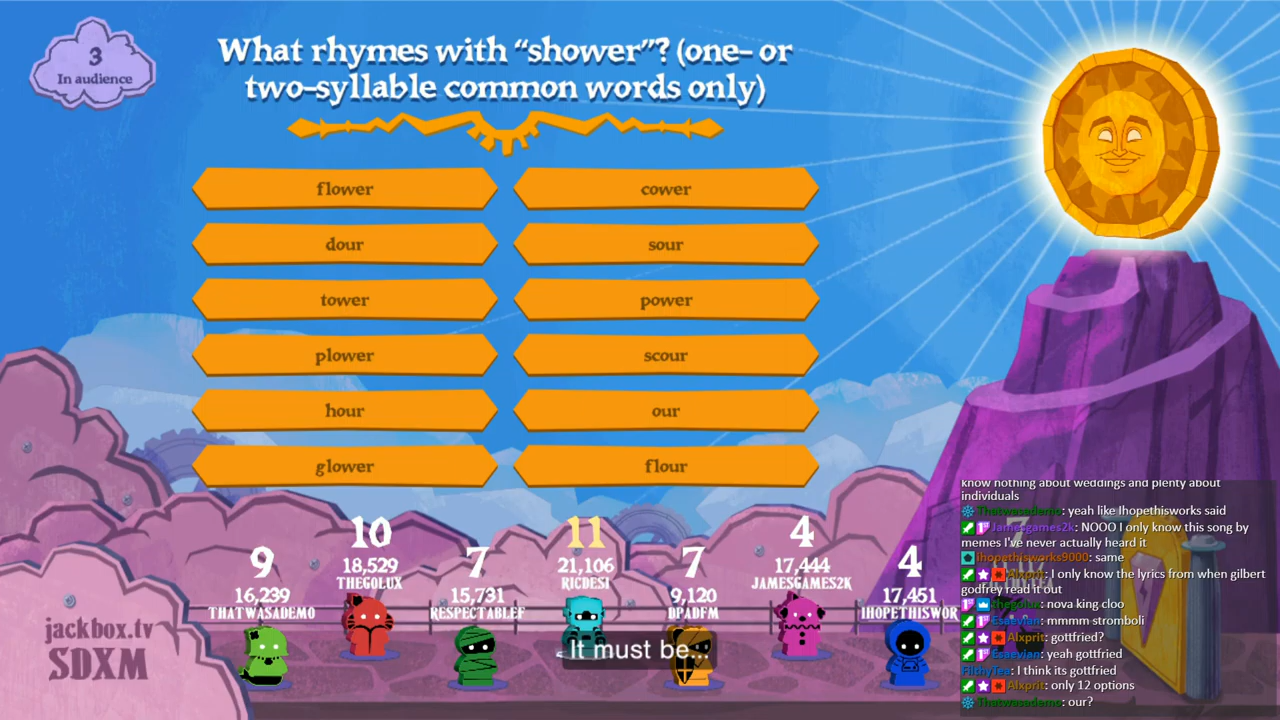 3
In audience
What rhymes with “shower”? (one- or
two-syllable common words only)
flower
cower
dour
sour
tower
power
plower
scour
hour
our
glower
flour
9
16,239
THATWASADEMO
10
18,529
THEGOLUX
7
15,731
RESPECTABLEF
11
21,106
RICDESI
7
9,120
DPADFM
4
17,444
JAMESGAMES2K
4
17,451
IHOPETHISWOR
It must be...
jackbox.tv
SDXM
know nothing about weddings and plenty about
individuals
Thatwasademo: yeah like Ihopethisworks said
Jamesgames2k: NOOO I only know this song by
memes I've never actually heard it
Ihopethisworks9000: same
Alxprit: I only know the lyrics from when gilbert
godfrey read it out
thegolux: nova king cloo
Esaevian: mmmm stromboli
Alxprit: gottfried?
Esaevian: yeah gottfried
FilthyTee: I think its gottfried
Alxprit: only 12 options
Thatwasademo: our?